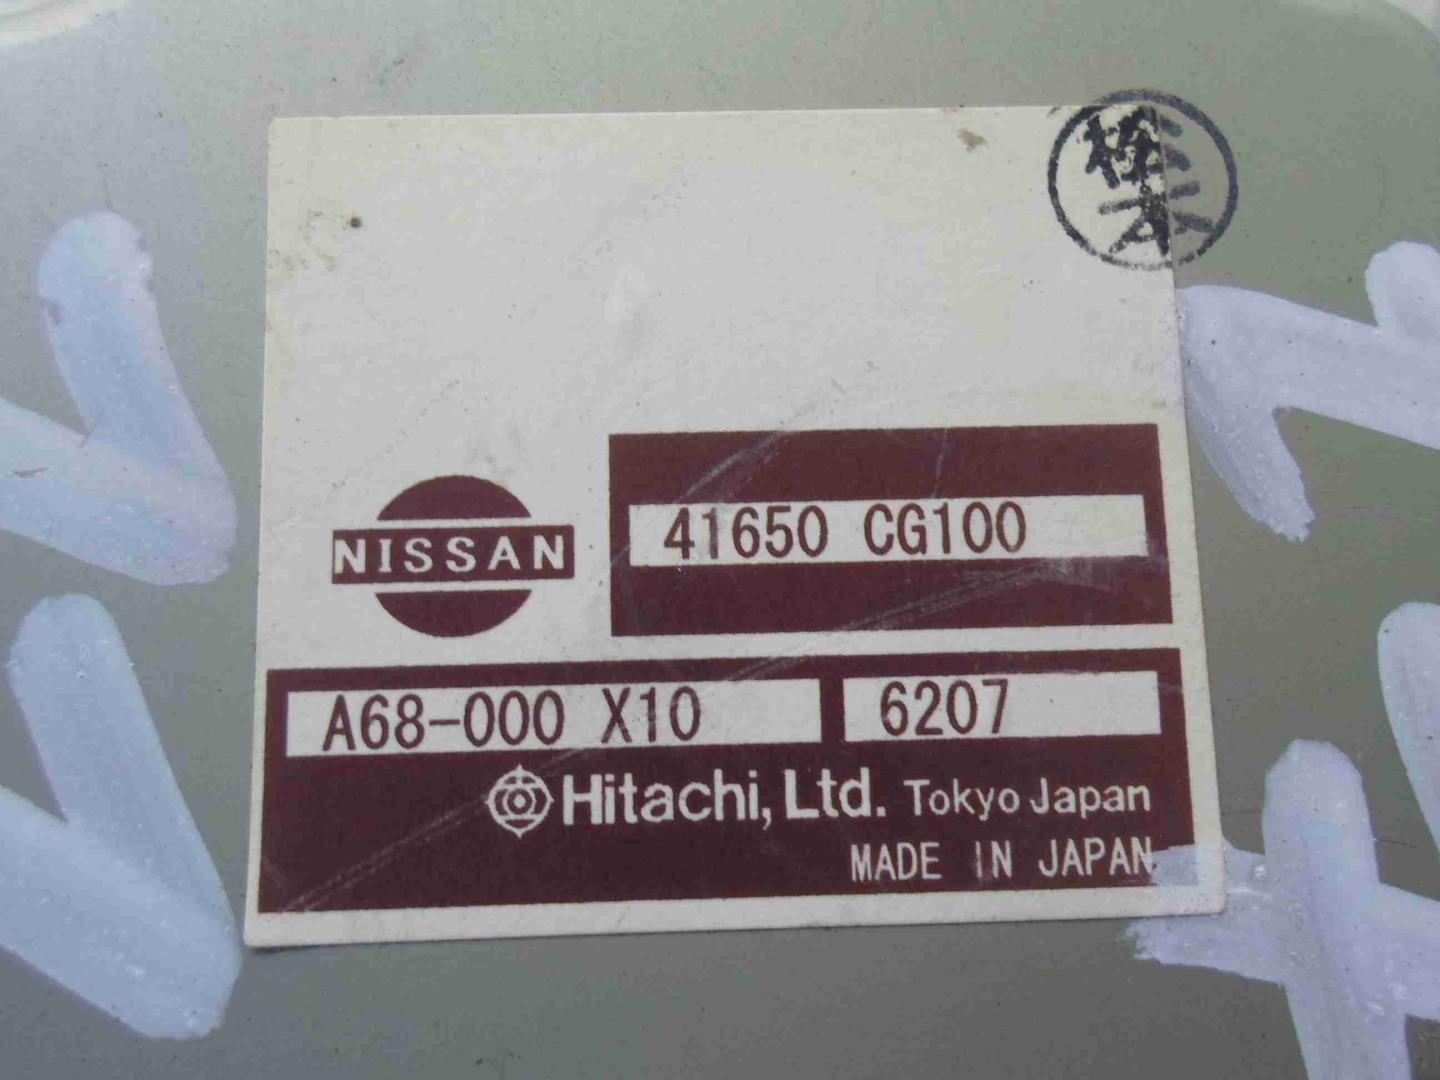 NISSAN
41650 CG100
A68-000 X10
6207
Hitachi, Ltd. Tokyo Japan
MADE IN JAPAN